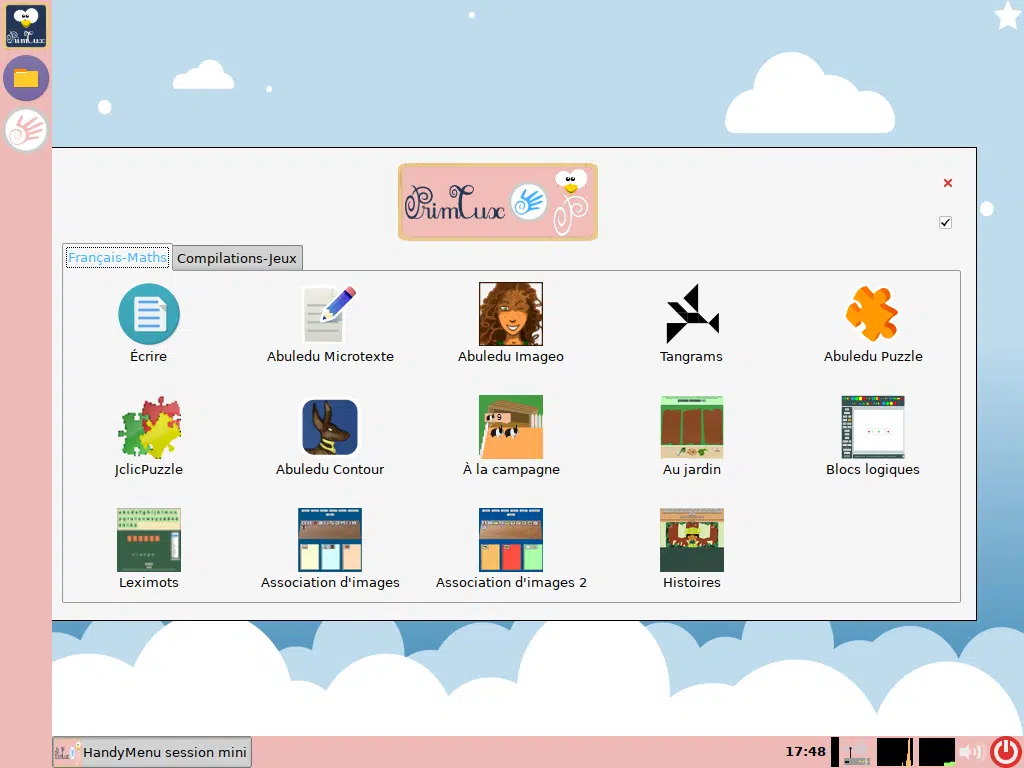 PrimTux
PrimTux
Français-Maths
Compilations-Jeux
Écrire
Abuledu Microtexte
Abuledu Imageo
Tangrams
Abuledu Puzzle
JclicPuzzle
Abuledu Contour
À la campagne
Au jardin
Blocs logiques
Leximots
Association d'images
Association d'images 2
Histoires
HandyMenu session mini
17:48